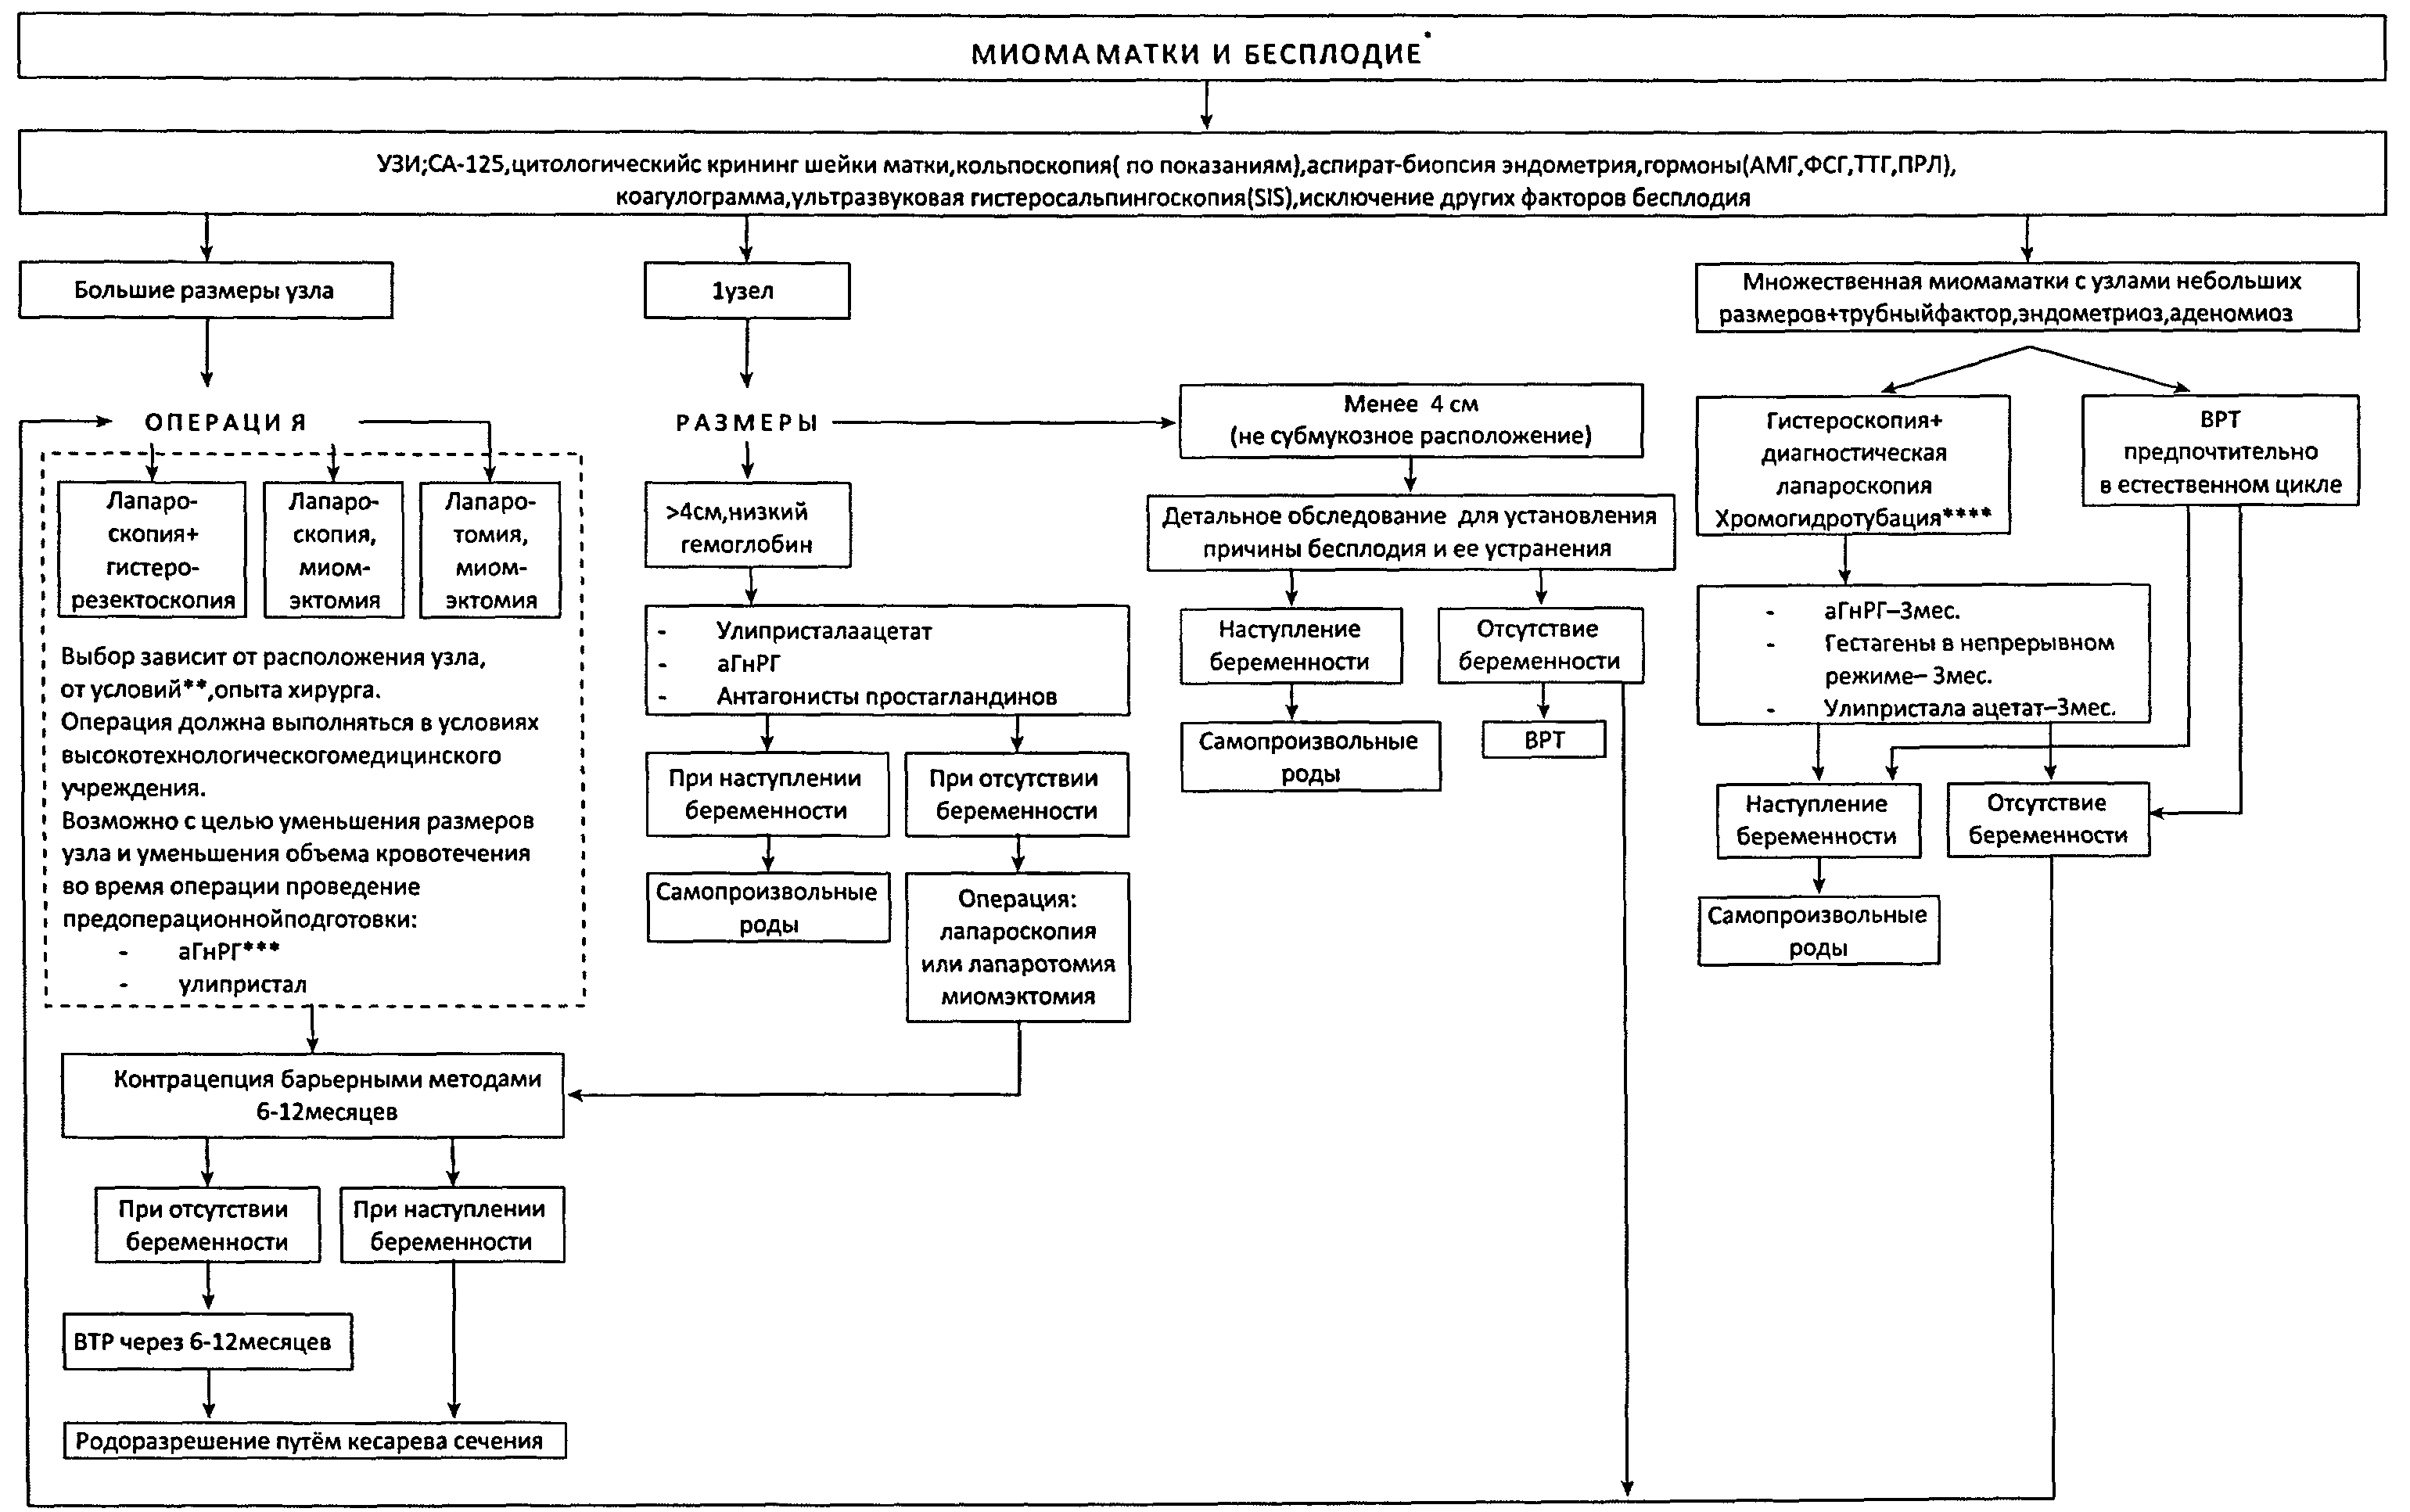 МИОМАМАТКИ И БЕСПЛОДИЕ*
УЗИ;СА-125,цитологическийс крининг шейки матки,кольпоскопия( по показаниям),аспират-биопсия эндометрия,гормоны(АМГ,ФСГ,ТТГ,ПРЛ),
коагулограмма,ультразвуковая гистеросальпингоскопия(SIS),исключение других факторов бесплодия
Большие размеры узла
ОПЕРАЦИЯ
Лапаро-
скопия+
гистеро-
резектоскопия
Лапаро-
скопия,
миом-
эктомия
Лапаро-
томия,
миом-
эктомия
Выбор зависит от расположения узла,
от условий**,опыта хирурга.
Операция должна выполняться в условиях
высокотехнологическогомедицинского
учреждения.
Возможно с целью уменьшения размеров
узла и уменьшения объема кровотечения
во время операции проведение
предоперационнойподготовки:
- аГнРГ***
- улипристал
Контрацепция барьерными методами
6-12месяцев
При отсутствии
беременности
При наступлении
беременности
ВТР через 6-12месяцев
Родоразрешение путём кесарева сечения
1узел
РАЗМЕРЫ
>4см,низкий
гемоглобин
- Улипристалаацетат
- аГнРГ
- Антагонисты простагландинов
При наступлении
беременности
При отсутствии
беременности
Самопроизвольные
роды
Операция:
лапароскопия
или лапаротомия
миомэктомия
Менее 4 см
(не субмукозное расположение)
Детальное обследование для установления
причины бесплодия и ее устранения
Наступление
беременности
Отсутствие
беременности
Самопроизвольные
роды
ВРТ
Множественная миомаматки с узлами небольших
размеров+трубныйфактор,эндометриоз,аденомиоз
Гистероскопия+
диагностическая
лапароскопия
Хромогидротубация****
ВРТ
предпочтительно
в естественном цикле
- аГнРГ–3мес.
- Гестагены в непрерывном
режиме– 3мес.
- Улипристала ацетат–3мес.
Наступление
беременности
Отсутствие
беременности
Самопроизвольные
роды